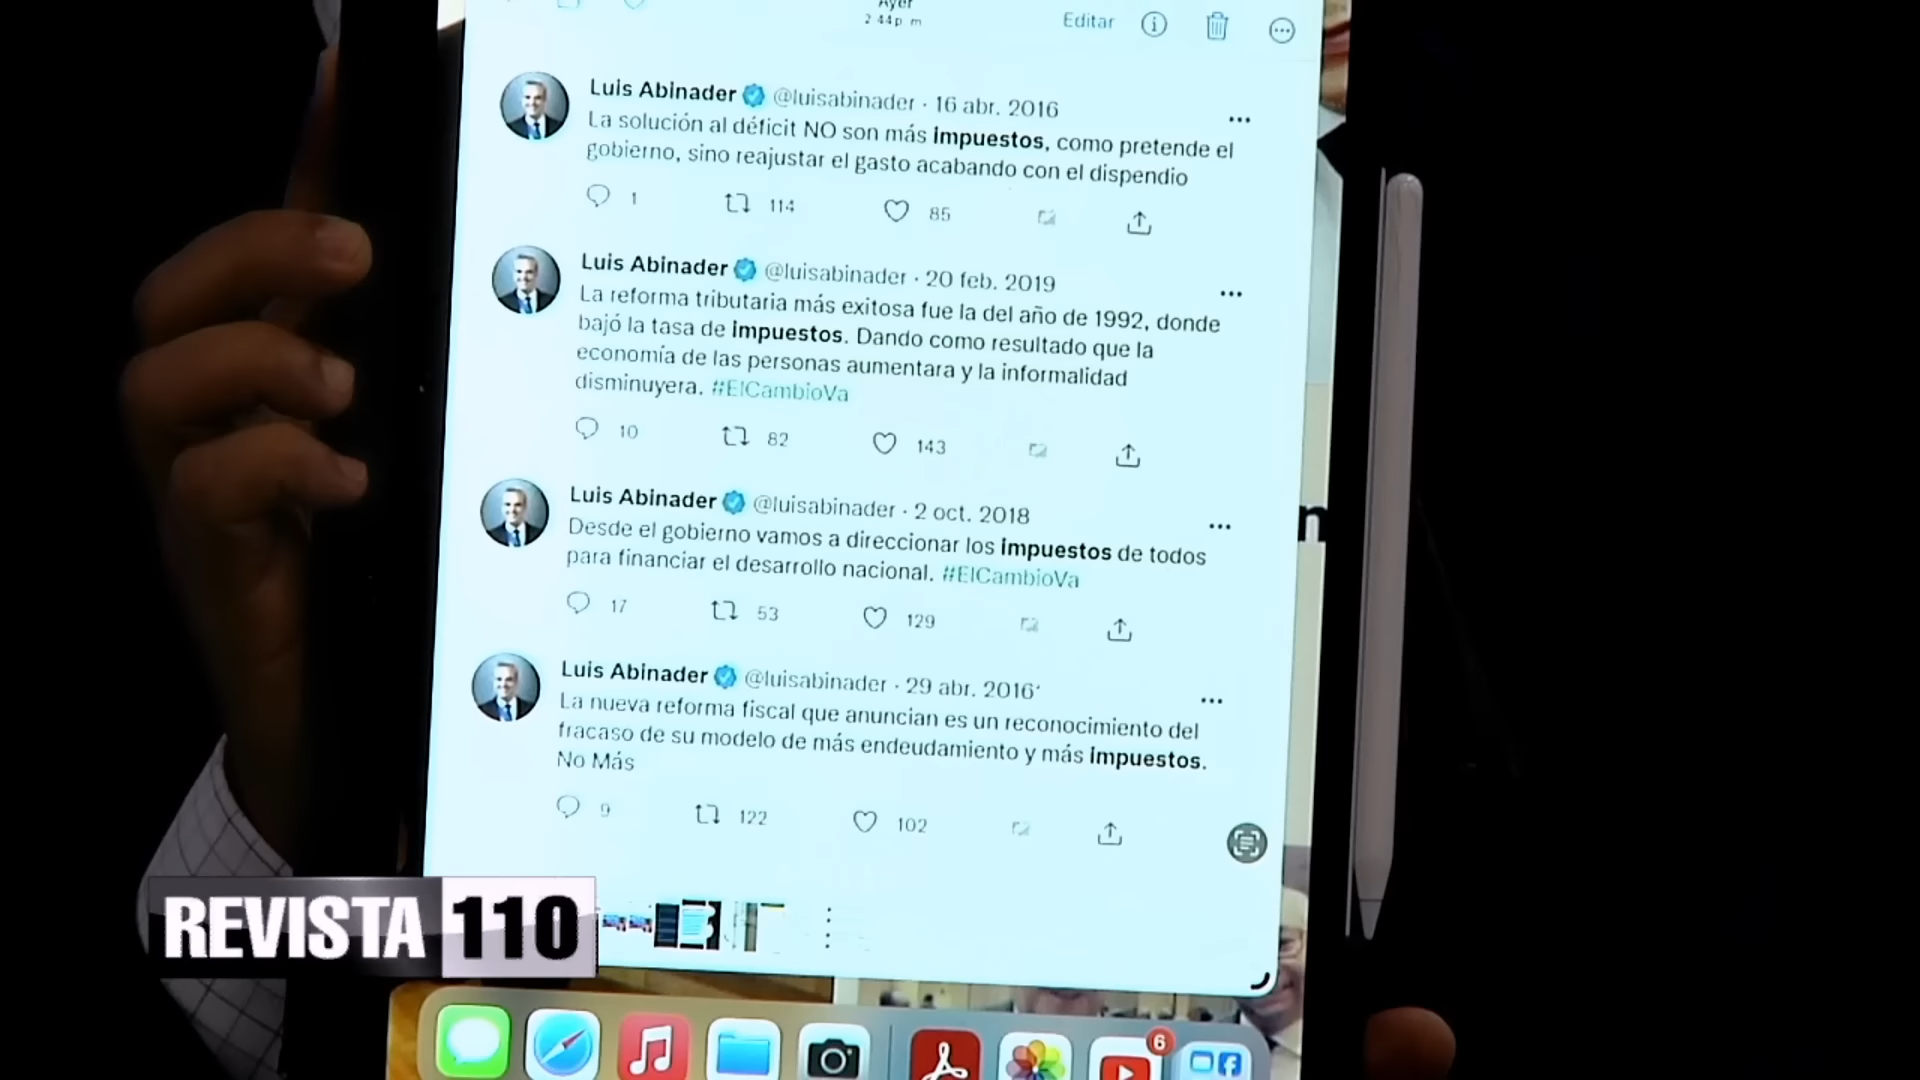 Ayer
2 44p m
Editar
Luis Abinader @luisabinader · 16 abr. 2016
La solución al déficit NO son más impuestos, como pretende el
gobierno, sino reajustar el gasto acabando con el dispendio
1 114 85
Luis Abinader @luisabinader · 20 feb. 2019
La reforma tributaria más exitosa fue la del año de 1992, donde
bajó la tasa de impuestos. Dando como resultado que la
economía de las personas aumentara y la informalidad
disminuyera. #ElCambioVa
10 82 143
Luis Abinader @luisabinader · 2 oct. 2018
Desde el gobierno vamos a direccionar los impuestos de todos
para financiar el desarrollo nacional. #ElCambioVa
17 53 129
Luis Abinader @luisabinader · 29 abr. 2016
La nueva reforma fiscal que anuncian es un reconocimiento del
fracaso de su modelo de más endeudamiento y más impuestos.
No Más
9 122 102
REVISTA 110
6